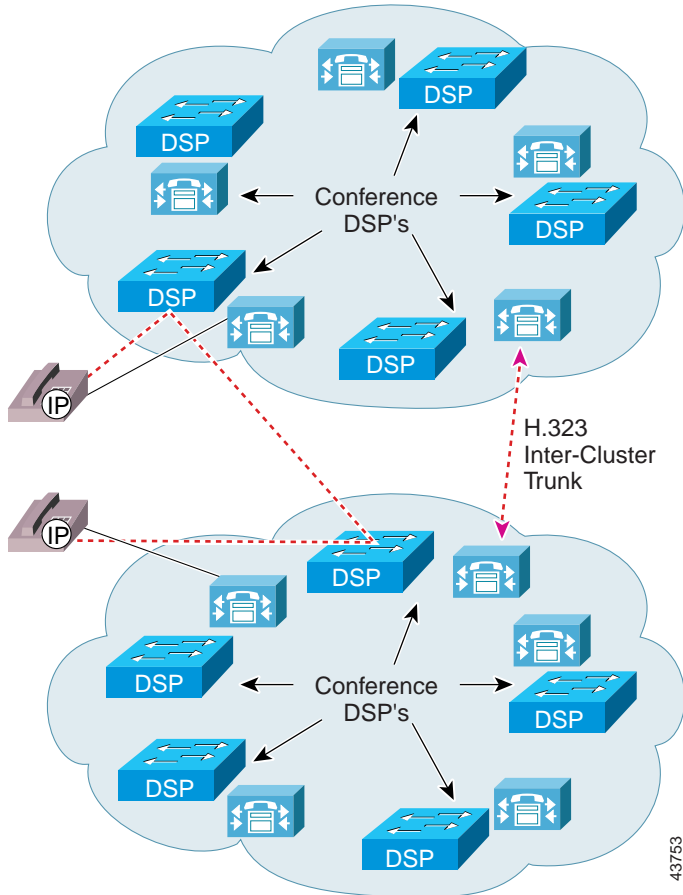 DSP
DSP
DSP
Conference
DSP's
DSP
DSP
IP
H.323
Inter-Cluster
Trunk
IP
DSP
DSP
DSP
Conference
DSP's
DSP
DSP
43753